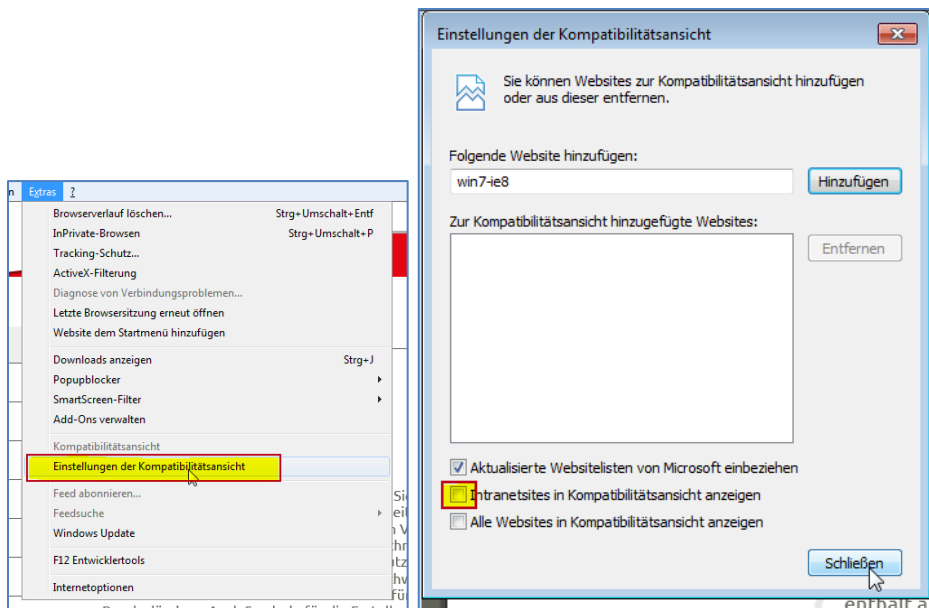 Extras ?
Browserverlauf löschen... Strg+Umschalt+Entf
InPrivate-Browsen Strg+Umschalt+P
Tracking-Schutz...
ActiveX-Filterung
Diagnose von Verbindungsproblemen...
Letzte Browsersitzung erneut öffnen
Website dem Startmenü hinzufügen
Downloads anzeigen Strg+J
Popupblocker
SmartScreen-Filter
Add-Ons verwalten
Kompatibilitätsansicht
Einstellungen der Kompatibilitätsansicht
Feed abonnieren...
Feedsuche
Windows Update
F12 Entwicklertools
Internetoptionen
Einstellungen der Kompatibilitätsansicht
Sie können Websites zur Kompatibilitätsansicht hinzufügen
oder aus dieser entfernen.
Folgende Website hinzufügen:
win7-ie8 Hinzufügen
Zur Kompatibilitätsansicht hinzugefügte Websites:
Entfernen
Aktualisierte Websitelisten von Microsoft einbeziehen
Intranetsites in Kompatibilitätsansicht anzeigen
Alle Websites in Kompatibilitätsansicht anzeigen
Schließen
enthält a